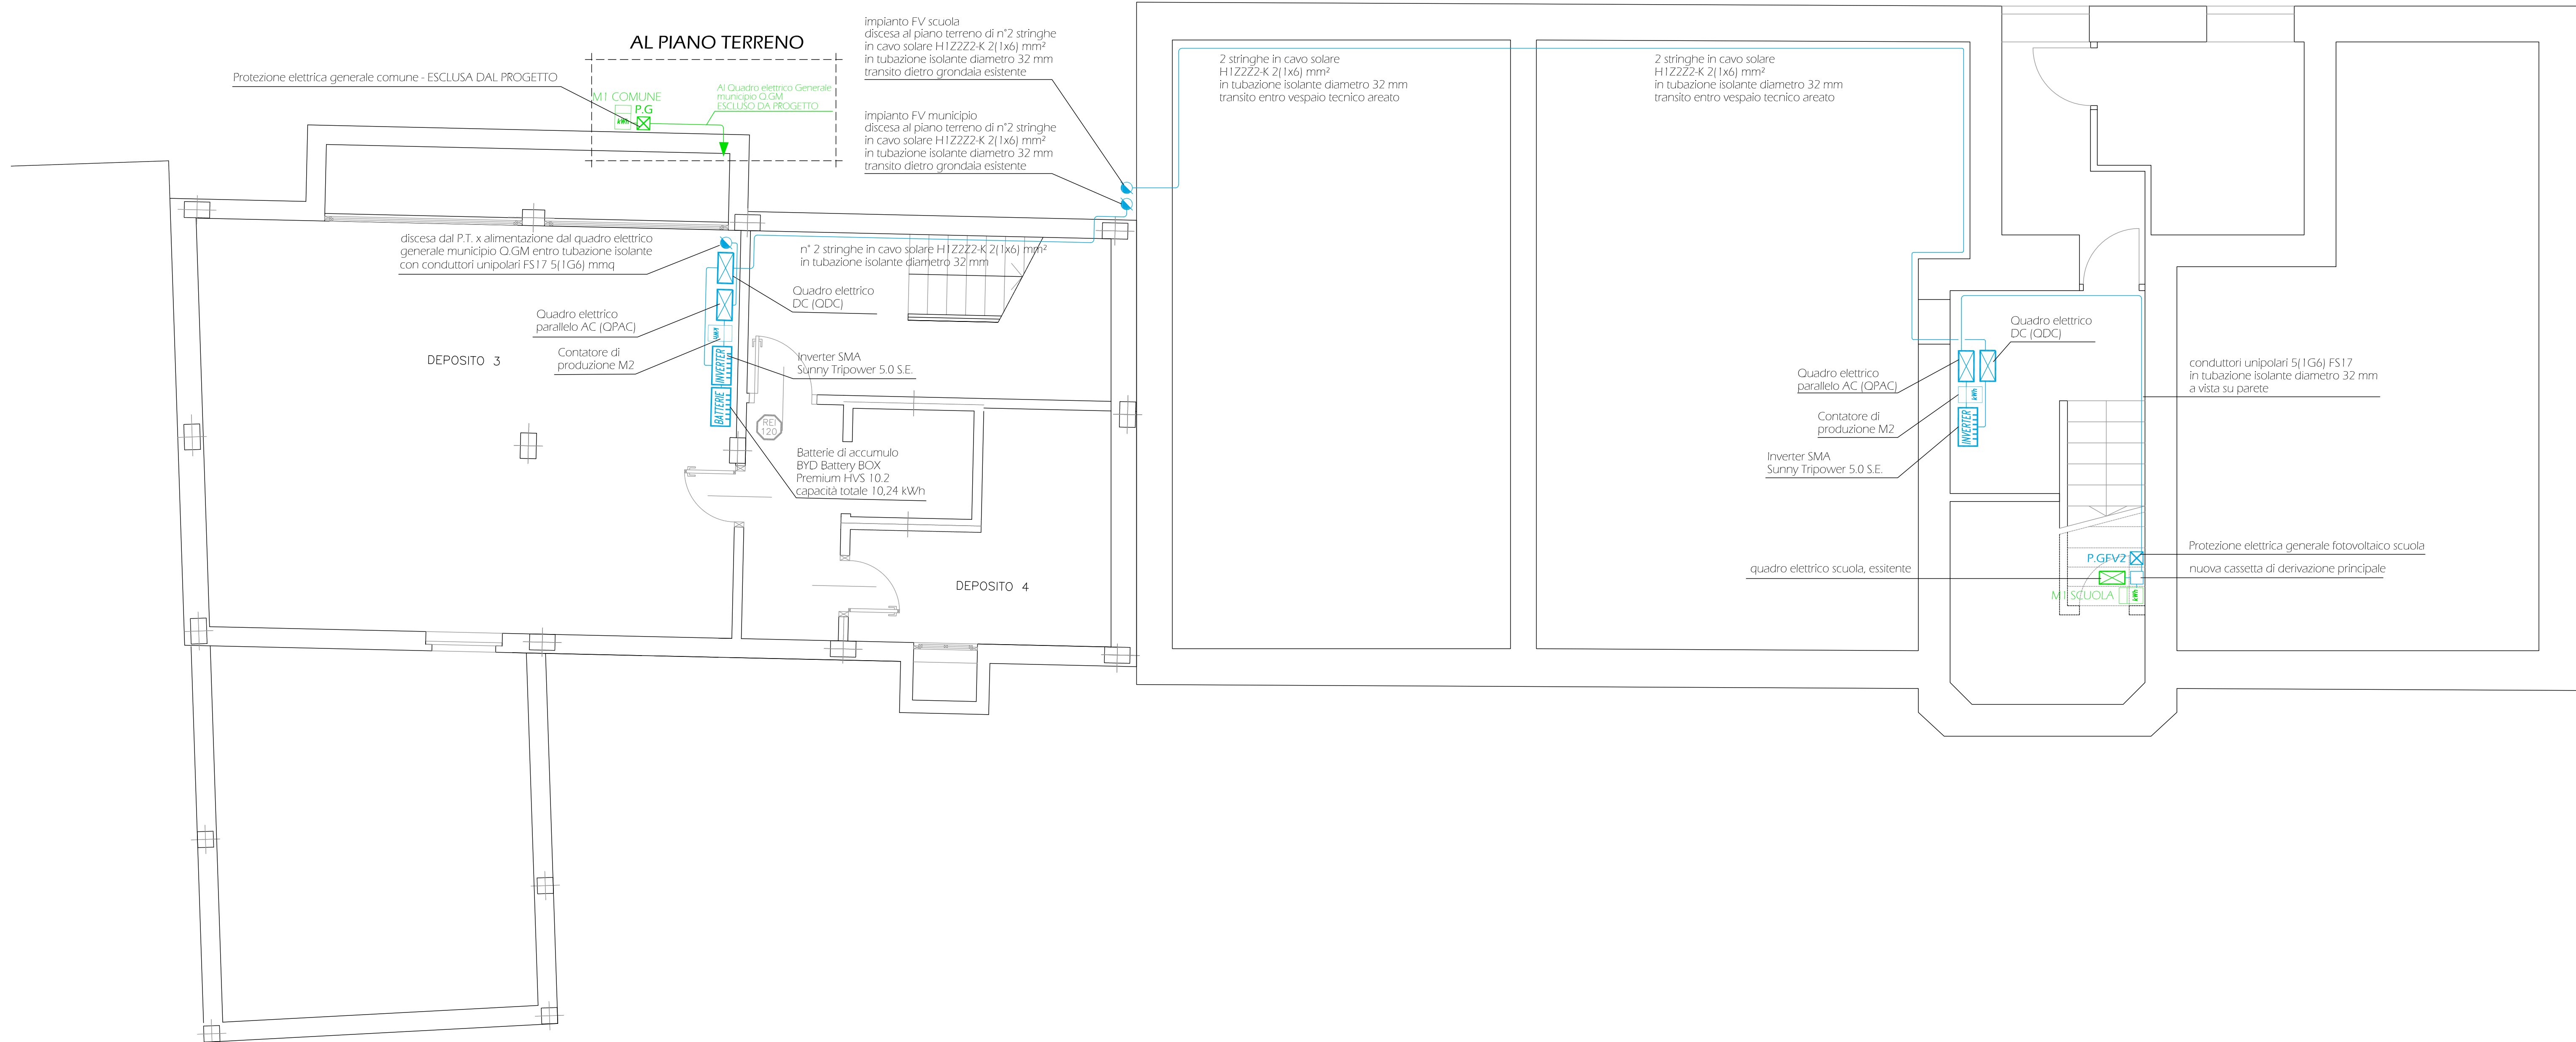 AL PIANO TERRENO
Protezione elettrica generale comune - ESCLUSA DAL PROGETTO
M1 COMUNE
P.G
kWh
Al Quadro elettrico Generale
municipio Q.GM
ESCLUSO DA PROGETTO
impianto FV scuola
discesa al piano terreno di n°2 stringhe
in cavo solare H1Z2Z2-K 2(1x6) mm²
in tubazione isolante diametro 32 mm
transito dietro grondaia esistente
impianto FV municipio
discesa al piano terreno di n°2 stringhe
in cavo solare H1Z2Z2-K 2(1x6) mm²
in tubazione isolante diametro 32 mm
transito dietro grondaia esistente
2 stringhe in cavo solare
H1Z2Z2-K 2(1x6) mm²
in tubazione isolante diametro 32 mm
transito entro vespaio tecnico areato
2 stringhe in cavo solare
H1Z2Z2-K 2(1x6) mm²
in tubazione isolante diametro 32 mm
transito entro vespaio tecnico areato
discesa dal P.T. x alimentazione dal quadro elettrico
generale municipio Q.GM entro tubazione isolante
con conduttori unipolari FS17 5(1G6) mmq
n° 2 stringhe in cavo solare H1Z2Z2-K 2(1x6) mm²
in tubazione isolante diametro 32 mm
Quadro elettrico
DC (QDC)
Quadro elettrico
parallelo AC (QPAC)
Contatore di
produzione M2
kWh
INVERTER
BATTERIE
Inverter SMA
Sunny Tripower 5.0 S.E.
DEPOSITO 3
REI
120
Batterie di accumulo
BYD Battery BOX
Premium HVS 10.2
capacità totale 10,24 kWh
DEPOSITO 4
Quadro elettrico
DC (QDC)
Quadro elettrico
parallelo AC (QPAC)
Contatore di
produzione M2
kWh
INVERTER
Inverter SMA
Sunny Tripower 5.0 S.E.
conduttori unipolari 5(1G6) FS17
in tubazione isolante diametro 32 mm
a vista su parete
P.GFV2
Protezione elettrica generale fotovoltaico scuola
quadro elettrico scuola, essitente
nuova cassetta di derivazione principale
M1 SCUOLA
kWh